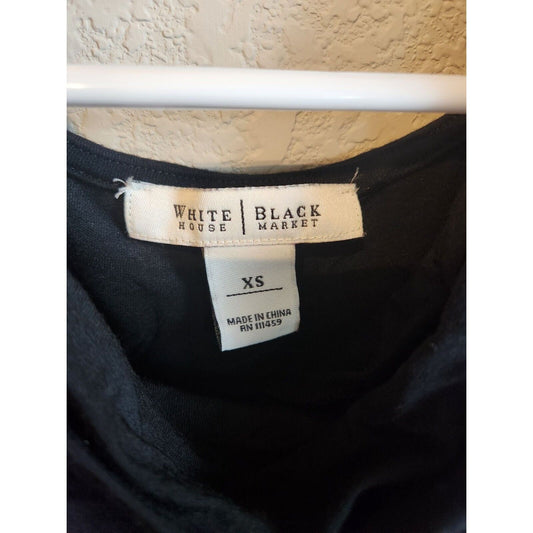 WHITE | BLACK
HOUSE | MARKET
XS
MADE IN CHINA
RN 111459